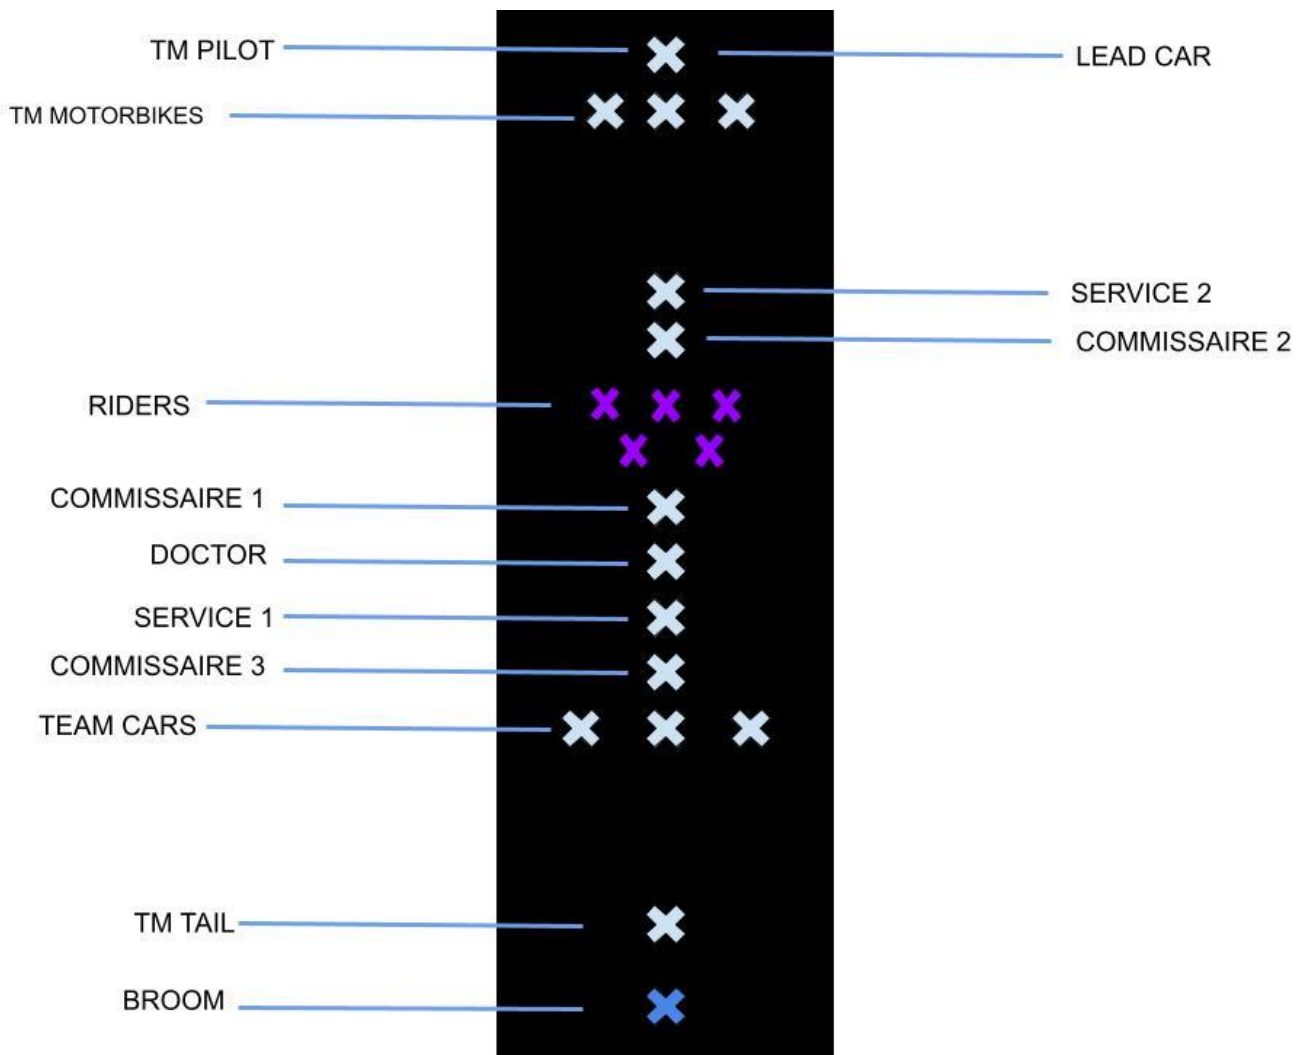 TM PILOT
LEAD CAR
TM MOTORBIKES
SERVICE 2
COMMISSAIRE 2
RIDERS
COMMISSAIRE 1
DOCTOR
SERVICE 1
COMMISSAIRE 3
TEAM CARS
TM TAIL
BROOM